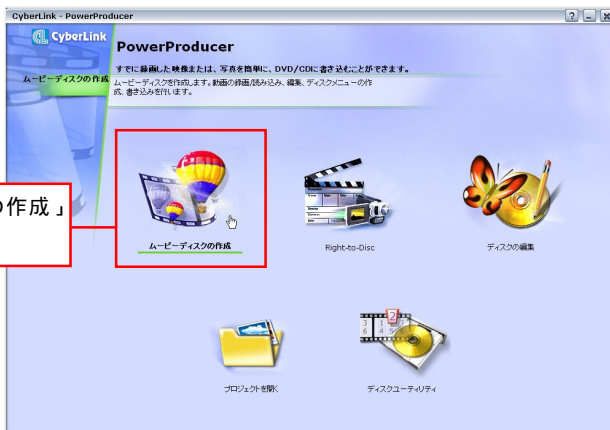 CyberLink - PowerProducer
CyberLink
PowerProducer
すでに録画した映像または、写真を簡単に、DVD/CDに書き込むことができます。
ムービーディスクの作成
ムービーディスクを作成します。動画の録画/読み込み、編集、ディスクメニューの作
成、書き込みを行います。
の作成」
ムービーディスクの作成
Right-to-Disc
ディスクの編集
プロジェクトを開く
ディスクユーティリティ